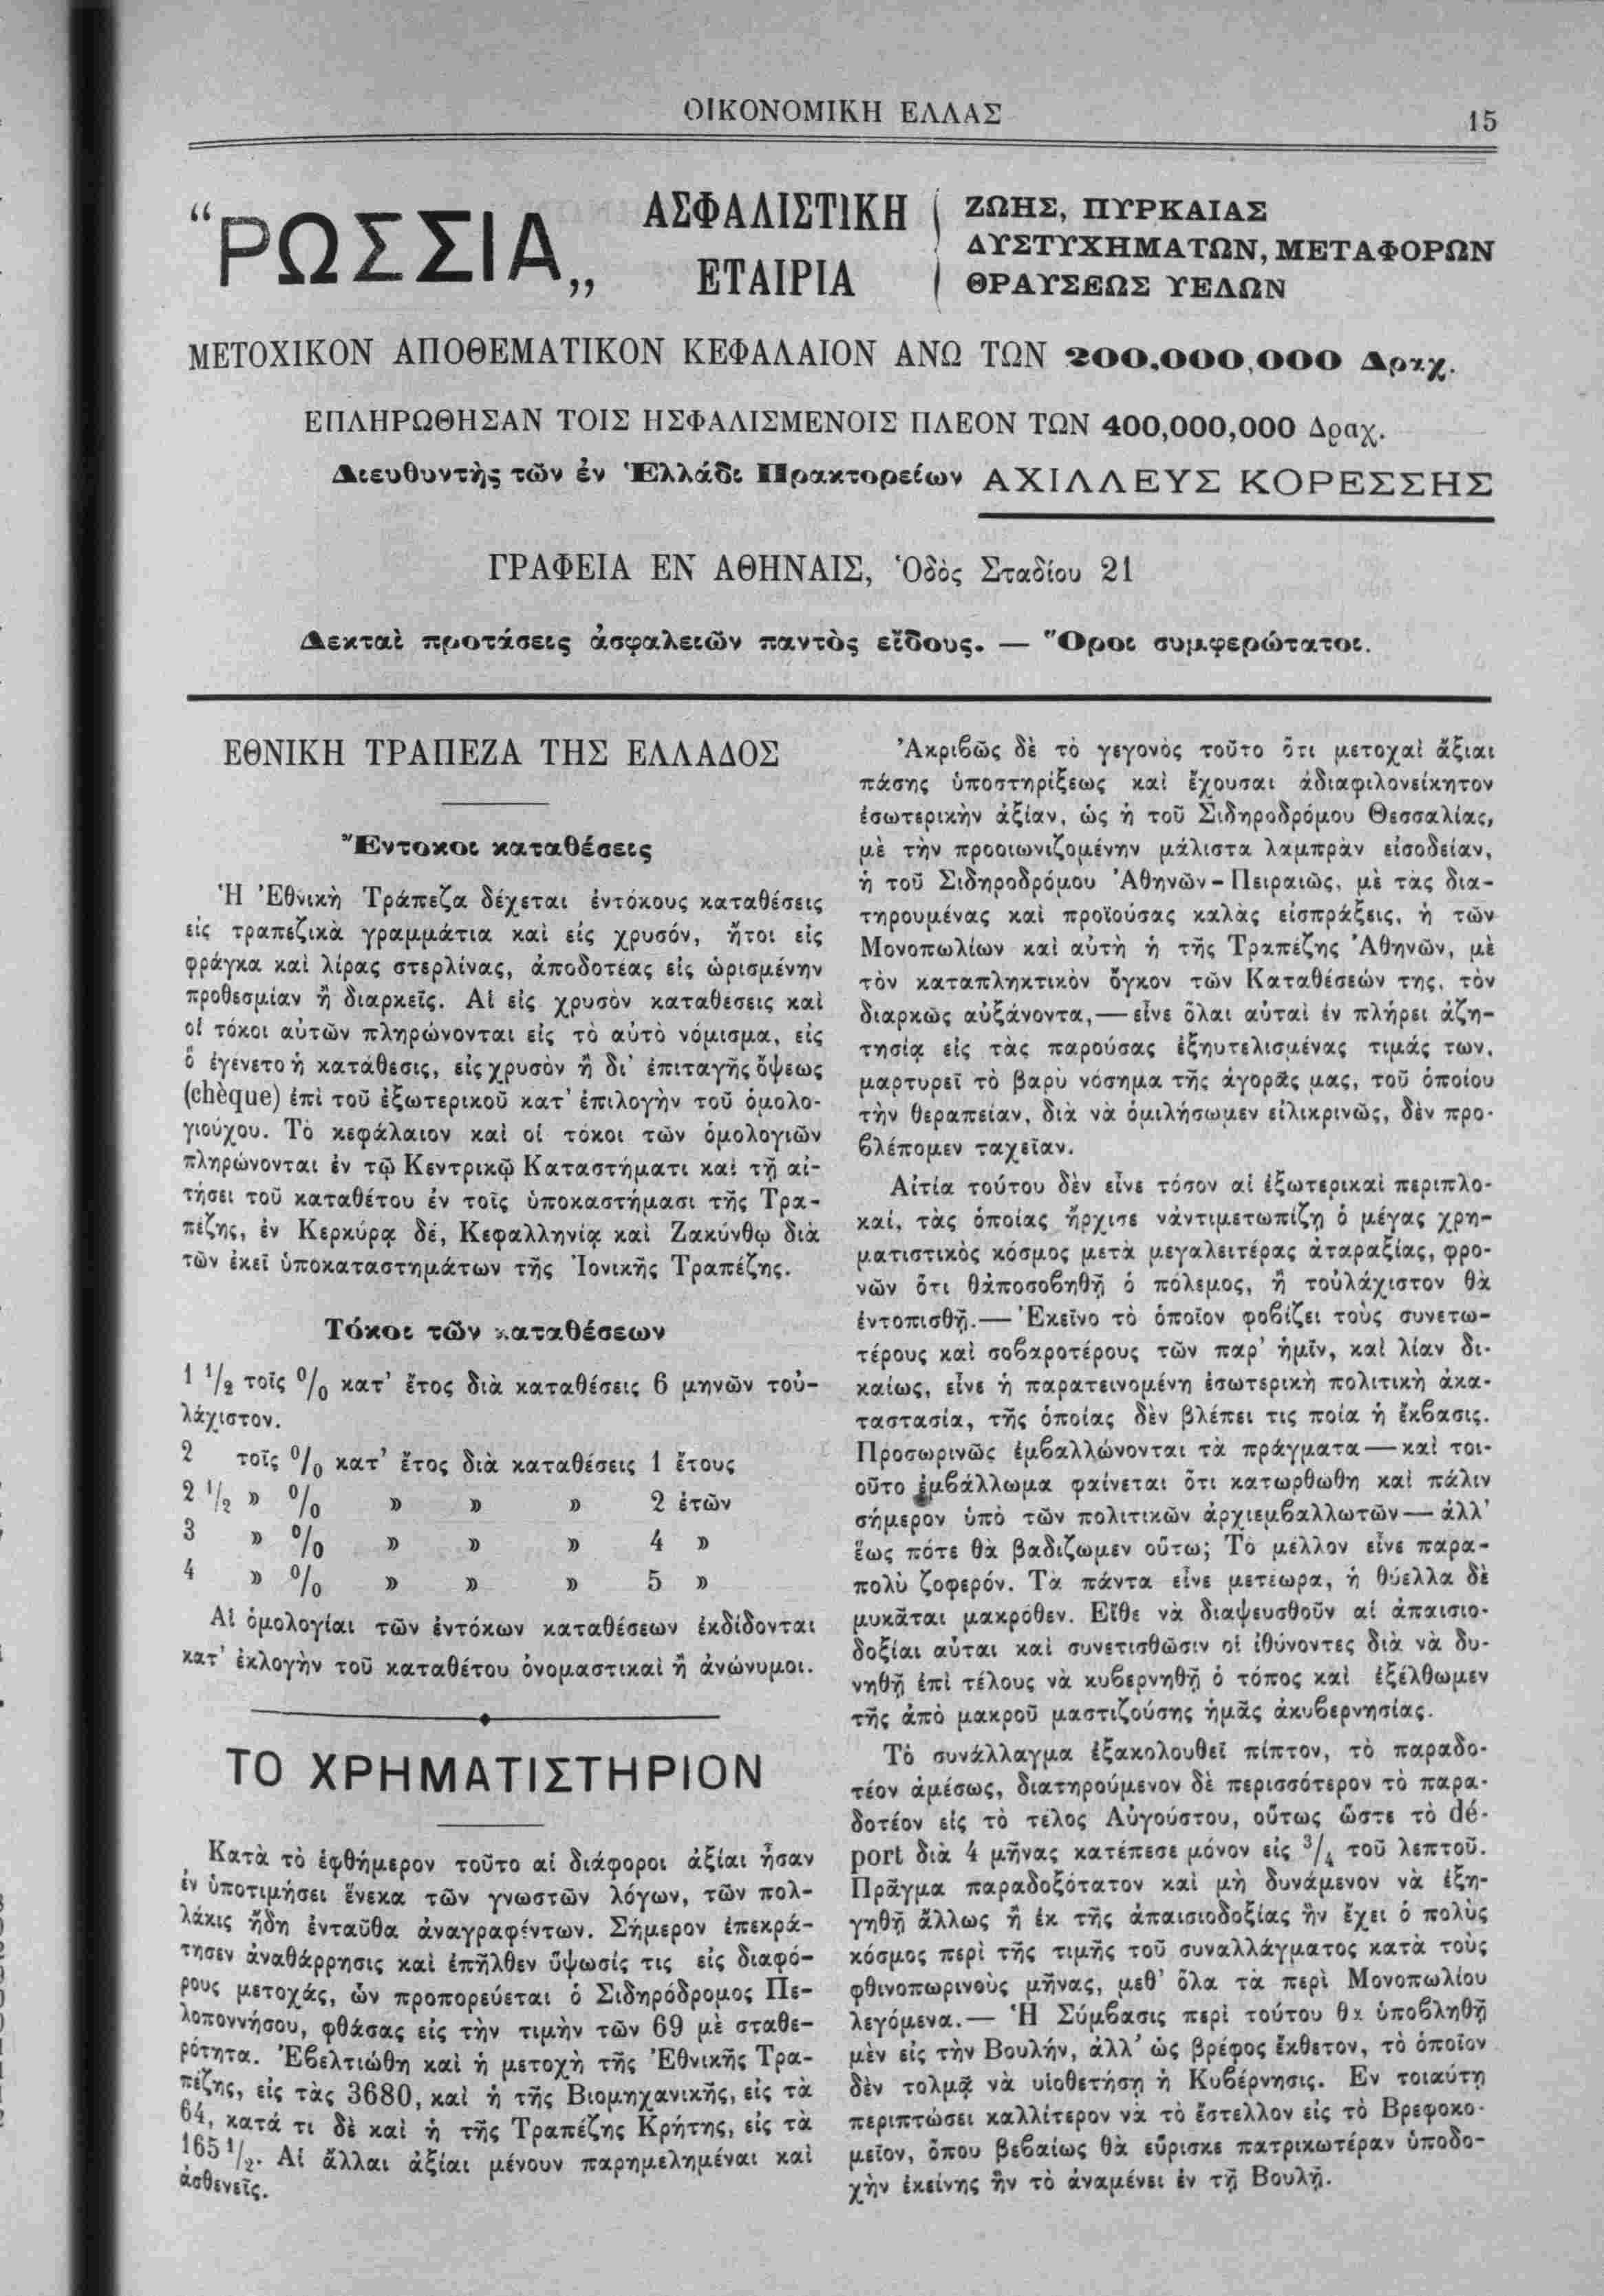 ΟΙΚΟΝΟΜΙΚΗ ΕΛΛΑΣ
15
“ΡΩΣΣΙΑ„
ΑΣΦΑΛΙΣΤΙΚΗ
ΕΤΑΙΡΙΑ
ΖΩΗΣ, ΠΥΡΚΑΙΑΣ
ΔΥΣΤΥΧΗΜΑΤΩΝ, ΜΕΤΑΦΟΡΩΝ
ΘΡΑΥΣΕΩΣ ΥΕΛΩΝ
ΜΕΤΟΧΙΚΟΝ ΑΠΟΘΕΜΑΤΙΚΟΝ ΚΕΦΑΛΑΙΟΝ ΑΝΩ ΤΩΝ 200,000,000 Δραχ.
ΕΠΛΗΡΩΘΗΣΑΝ ΤΟΙΣ ΗΣΦΑΛΙΣΜΕΝΟΙΣ ΠΛΕΟΝ ΤΩΝ 400,000,000 Δραχ.
Διευθυντὴς τῶν ἐν Ἑλλάδι Πρακτορείων ΑΧΙΛΛΕΥΣ ΚΟΡΕΣΣΗΣ
ΓΡΑΦΕΙΑ ΕΝ ΑΘΗΝΑΙΣ, Ὁδὸς Σταδίου 21
Δεκταὶ προτάσεις ἀσφαλειῶν παντὸς εἴδους. — Ὅροι συμφερώτατοι.
ΕΘΝΙΚΗ ΤΡΑΠΕΖΑ ΤΗΣ ΕΛΛΑΔΟΣ
Ἔντοκοι καταθέσεις
Ἡ Ἐθνικὴ Τράπεζα δέχεται ἐντόκους καταθέσεις
εἰς τραπεζικὰ γραμμάτια καὶ εἰς χρυσόν, ἤτοι εἰς
φράγκα καὶ λίρας στερλίνας, ἀποδοτέας εἰς ὡρισμένην
προθεσμίαν ἢ διαρκεῖς. Αἱ εἰς χρυσὸν καταθέσεις καὶ
οἱ τόκοι αὐτῶν πληρώνονται εἰς τὸ αὐτὸ νόμισμα, εἰς
ὃ ἐγένετο ἡ κατάθεσις, εἰς χρυσὸν ἢ δι’ ἐπιταγῆς ὄψεως
(chèque) ἐπὶ τοῦ ἐξωτερικοῦ κατ’ ἐπιλογὴν τοῦ ὁμολο-
γιούχου. Τὸ κεφάλαιον καὶ οἱ τόκοι τῶν ὁμολογιῶν
πληρώνονται ἐν τῷ Κεντρικῷ Καταστήματι καὶ τῇ αἰ-
τήσει τοῦ καταθέτου ἐν τοῖς ὑποκαστήμασι τῆς Τρα-
πέζης, ἐν Κερκύρᾳ δέ, Κεφαλληνίᾳ καὶ Ζακύνθῳ διὰ
τῶν ἐκεῖ ὑποκαταστημάτων τῆς Ἰονικῆς Τραπέζης.
Τόκοι τῶν καταθέσεων
1 1/2 τοῖς 0/0 κατ’ ἔτος διὰ καταθέσεις 6 μηνῶν τοὐ-
λάχιστον.
2 τοῖς 0/0 κατ’ ἔτος διὰ καταθέσεις 1 ἔτους
2 1/2 » 0/0 » » » 2 ἐτῶν
3 » 0/0 » » » 4 »
4 » 0/0 » » » 5 »
Αἱ ὁμολογίαι τῶν ἐντόκων καταθέσεων ἐκδίδονται
κατ’ ἐκλογὴν τοῦ καταθέτου ὀνομαστικαὶ ἢ ἀνώνυμοι.
ΤΟ ΧΡΗΜΑΤΙΣΤΗΡΙΟΝ
Κατὰ τὸ ἑφθήμερον τοῦτο αἱ διάφοροι ἀξίαι ἦσαν
ἐν ὑποτιμήσει ἕνεκα τῶν γνωστῶν λόγων, τῶν πολ-
λάκις ἤδη ἐνταῦθα ἀναγραφέντων. Σήμερον ἐπεκρά-
τησεν ἀναθάρρησις καὶ ἐπῆλθεν ὕψωσίς τις εἰς διαφό-
ρους μετοχάς, ὧν προπορεύεται ὁ Σιδηρόδρομος Πε-
λοποννήσου, φθάσας εἰς τὴν τιμὴν τῶν 69 μὲ σταθε-
ρότητα. Ἐβελτιώθη καὶ ἡ μετοχὴ τῆς Ἐθνικῆς Τρα-
πέζης, εἰς τὰς 3680, καὶ ἡ τῆς Βιομηχανικῆς, εἰς τὰ
64, κατά τι δὲ καὶ ἡ τῆς Τραπέζης Κρήτης, εἰς τὰ
165 1/2. Αἱ ἄλλαι ἀξίαι μένουν παρημελημέναι καὶ
ἀσθενεῖς.
Ἀκριβῶς δὲ τὸ γεγονὸς τοῦτο ὅτι μετοχαὶ ἄξιαι
πάσης ὑποστηρίξεως καὶ ἔχουσαι ἀδιαφιλονείκητον
ἐσωτερικὴν ἀξίαν, ὡς ἡ τοῦ Σιδηροδρόμου Θεσσαλίας,
μὲ τὴν προοιωνιζομένην μάλιστα λαμπρὰν εἰσοδείαν,
ἡ τοῦ Σιδηροδρόμου Ἀθηνῶν - Πειραιῶς, μὲ τὰς δια-
τηρουμένας καὶ προϊούσας καλὰς εἰσπράξεις, ἡ τῶν
Μονοπωλίων καὶ αὐτὴ ἡ τῆς Τραπέζης Ἀθηνῶν, μὲ
τὸν καταπληκτικὸν ὄγκον τῶν Καταθέσεών της, τὸν
διαρκῶς αὐξάνοντα,— εἶνε ὅλαι αὐταὶ ἐν πλήρει ἀζη-
τησίᾳ εἰς τὰς παρούσας ἐξηυτελισμένας τιμάς των,
μαρτυρεῖ τὸ βαρὺ νόσημα τῆς ἀγορᾶς μας, τοῦ ὁποίου
τὴν θεραπείαν, διὰ νὰ ὁμιλήσωμεν εἰλικρινῶς, δὲν προ-
βλέπομεν ταχεῖαν.
Αἰτία τούτου δὲν εἶνε τόσον αἱ ἐξωτερικαὶ περιπλο-
καί, τὰς ὁποίας ἤρχισε νἀντιμετωπίζῃ ὁ μέγας χρη-
ματιστικὸς κόσμος μετὰ μεγαλειτέρας ἀταραξίας, φρο-
νῶν ὅτι θἀποσοβηθῇ ὁ πόλεμος, ἢ τοὐλάχιστον θὰ
ἐντοπισθῇ.— Ἐκεῖνο τὸ ὁποῖον φοβίζει τοὺς συνετω-
τέρους καὶ σοβαροτέρους τῶν παρ’ ἡμῖν, καὶ λίαν δι-
καίως, εἶνε ἡ παρατεινομένη ἐσωτερικὴ πολιτικὴ ἀκα-
ταστασία, τῆς ὁποίας δὲν βλέπει τις ποία ἡ ἔκβασις.
Προσωρινῶς ἐμβαλλώνονται τὰ πράγματα — καὶ τοι-
οῦτο ἐμβάλλωμα φαίνεται ὅτι κατωρθώθη καὶ πάλιν
σήμερον ὑπὸ τῶν πολιτικῶν ἀρχιεμβαλλωτῶν — ἀλλ’
ἕως πότε θὰ βαδίζωμεν οὕτω; Τὸ μέλλον εἶνε παρα-
πολὺ ζοφερόν. Τὰ πάντα εἶνε μετέωρα, ἡ θύελλα δὲ
μυκᾶται μακρόθεν. Εἴθε νὰ διαψευσθοῦν αἱ ἀπαισιο-
δοξίαι αὗται καὶ συνετισθῶσιν οἱ ἰθύνοντες διὰ νὰ δυ-
νηθῇ ἐπὶ τέλους νὰ κυβερνηθῇ ὁ τόπος καὶ ἐξέλθωμεν
τῆς ἀπὸ μακροῦ μαστιζούσης ἡμᾶς ἀκυβερνησίας.
Τὸ συνάλλαγμα ἐξακολουθεῖ πίπτον, τὸ παραδο-
τέον ἀμέσως, διατηρούμενον δὲ περισσότερον τὸ παρα-
δοτέον εἰς τὸ τέλος Αὐγούστου, οὕτως ὥστε τὸ dé-
port διὰ 4 μῆνας κατέπεσε μόνον εἰς 3/4 τοῦ λεπτοῦ.
Πρᾶγμα παραδοξότατον καὶ μὴ δυνάμενον νὰ ἐξη-
γηθῇ ἄλλως ἢ ἐκ τῆς ἀπαισιοδοξίας ἣν ἔχει ὁ πολὺς
κόσμος περὶ τῆς τιμῆς τοῦ συναλλάγματος κατὰ τοὺς
φθινοπωρινοὺς μῆνας, μεθ’ ὅλα τὰ περὶ Μονοπωλίου
λεγόμενα.— Ἡ Σύμβασις περὶ τούτου θὰ ὑποβληθῇ
μὲν εἰς τὴν Βουλήν, ἀλλ’ ὡς βρέφος ἔκθετον, τὸ ὁποῖον
δὲν τολμᾷ νὰ υἱοθετήσῃ ἡ Κυβέρνησις. Εν τοιαύτῃ
περιπτώσει καλλίτερον νὰ τὸ ἔστελλον εἰς τὸ Βρεφοκο-
μεῖον, ὅπου βεβαίως θὰ εὕρισκε πατρικωτέραν ὑποδο-
χὴν ἐκείνης ἣν τὸ ἀναμένει ἐν τῇ Βουλῇ.